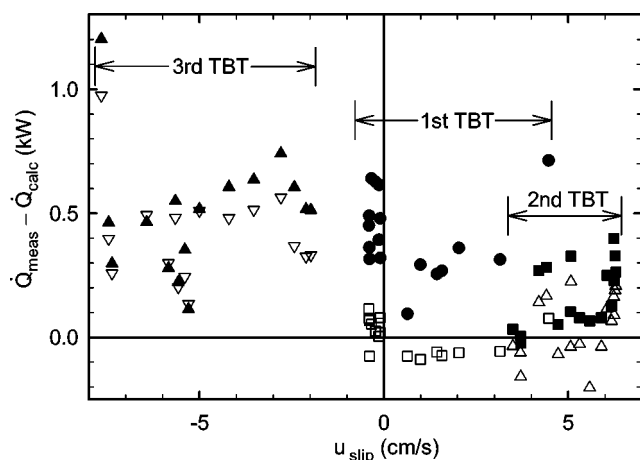 3rd TBT
1st TBT
2nd TBT
Q̇meas − Q̇calc (kW)
1.0
0.5
0.0
-5
0
5
uslip (cm/s)